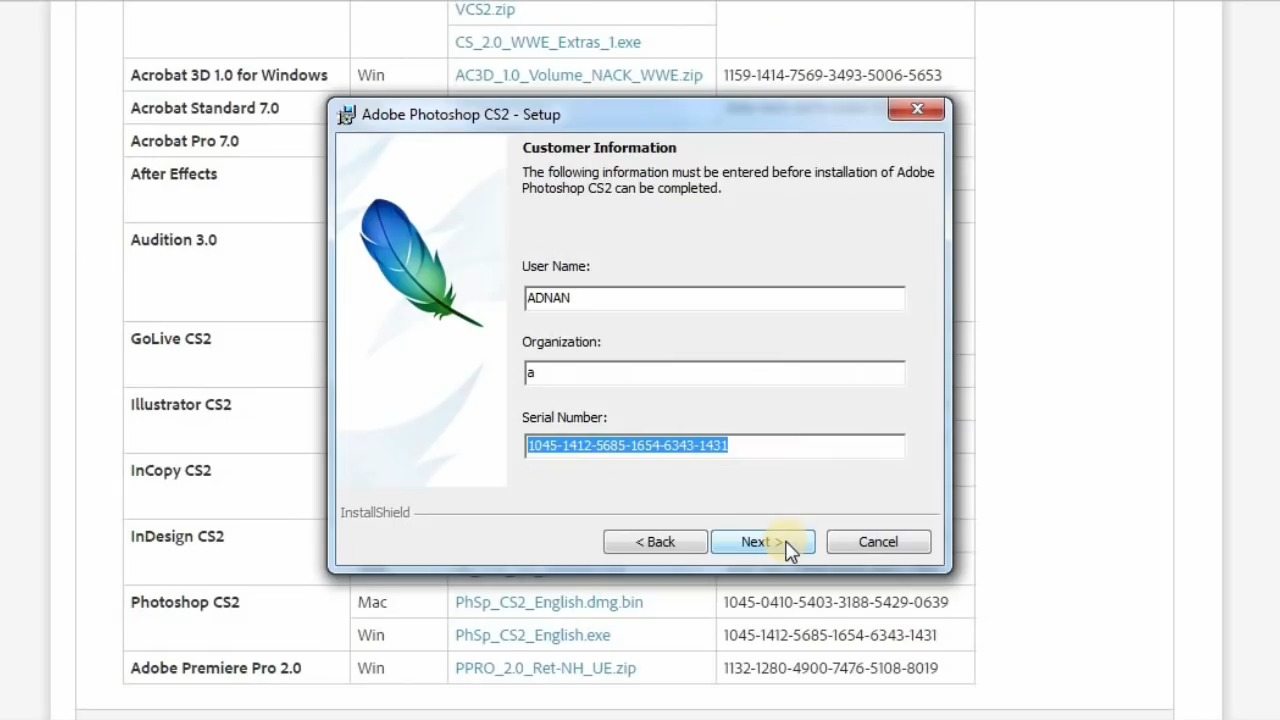 VCS2.zip
CS_2.0_WWE_Extras_1.exe
Acrobat 3D 1.0 for Windows Win AC3D_1.0_Volume_NACK_WWE.zip 1159-1414-7569-3493-5006-5653
Acrobat Standard 7.0
Acrobat Pro 7.0
After Effects
Audition 3.0
GoLive CS2
Illustrator CS2
InCopy CS2
InDesign CS2
Adobe Photoshop CS2 - Setup
Customer Information
The following information must be entered before installation of Adobe
Photoshop CS2 can be completed.
User Name:
ADNAN
Organization:
a
Serial Number:
1045-1412-5685-1654-6343-1431
InstallShield
< Back Next > Cancel
Photoshop CS2 Mac PhSp_CS2_English.dmg.bin 1045-0410-5403-3188-5429-0639
Win PhSp_CS2_English.exe 1045-1412-5685-1654-6343-1431
Adobe Premiere Pro 2.0 Win PPRO_2.0_Ret-NH_UE.zip 1132-1280-4900-7476-5108-8019